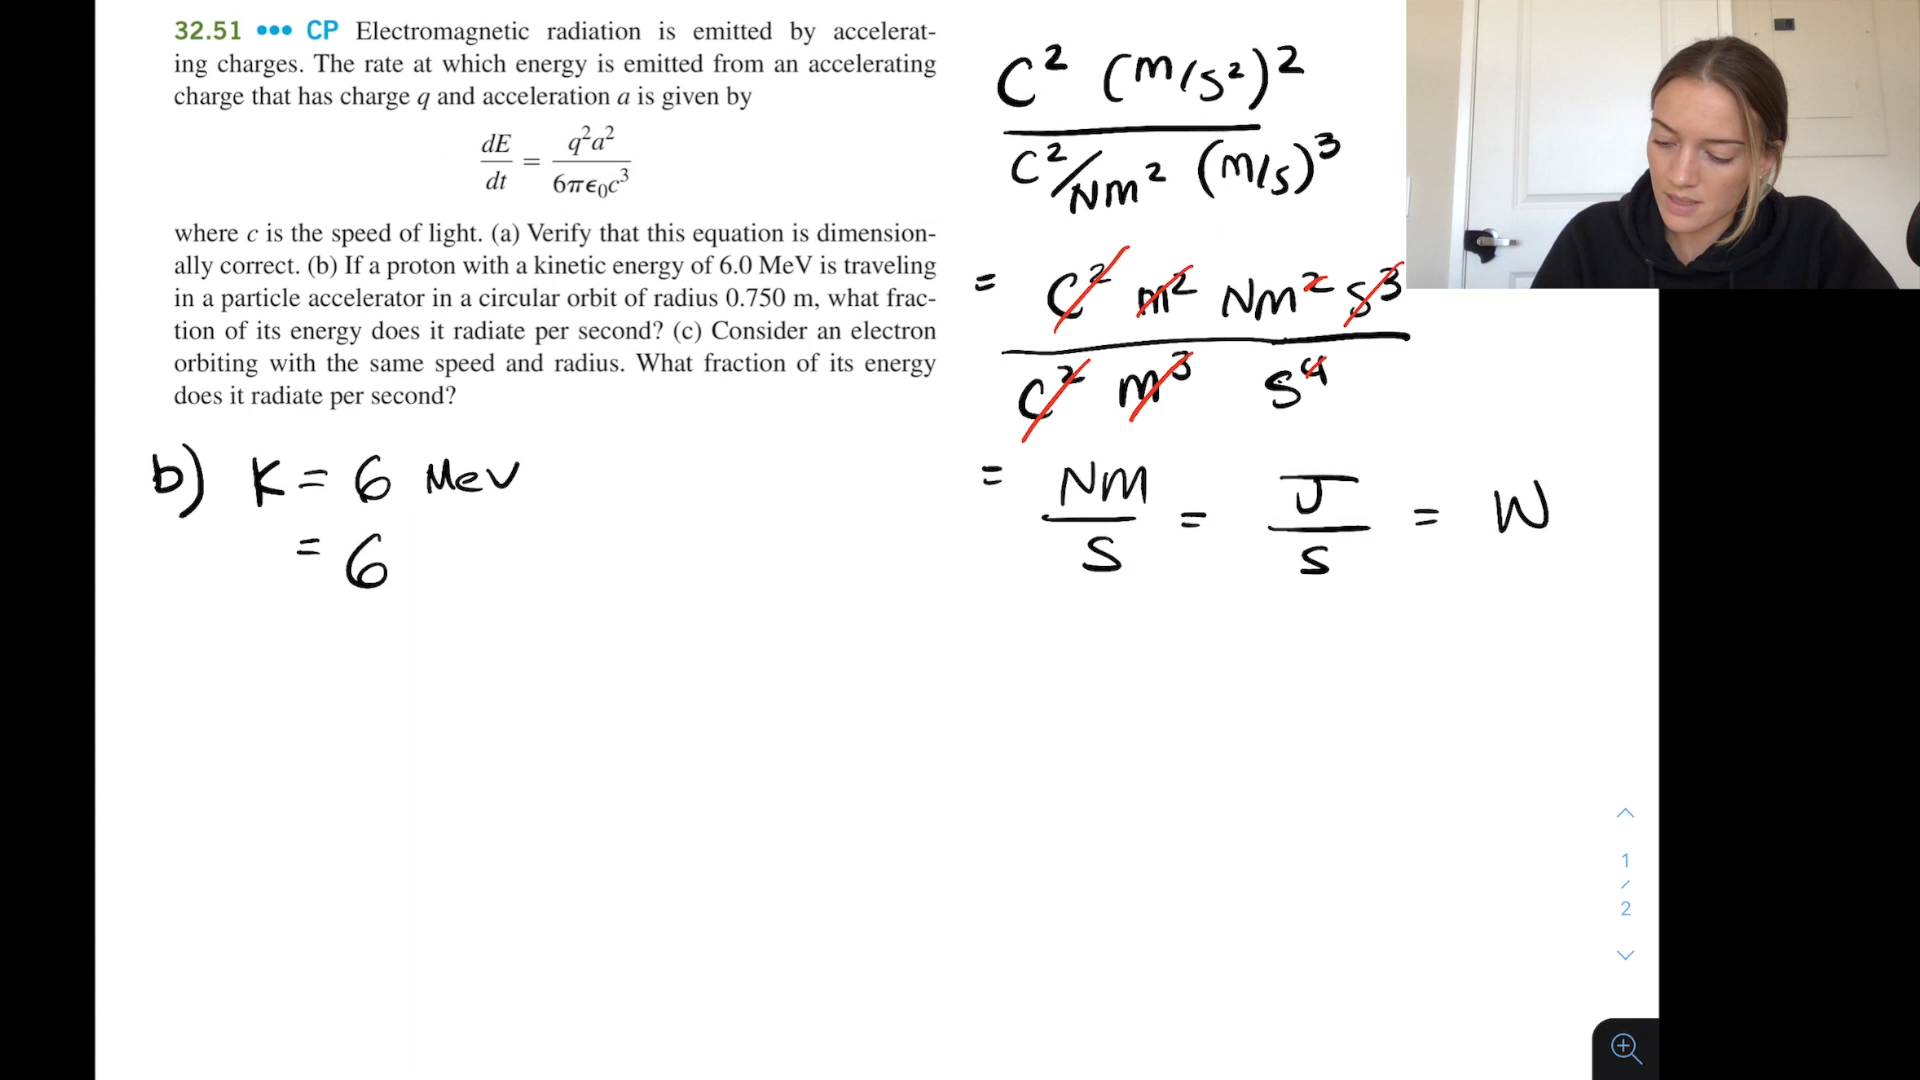 32.51 ••• CP Electromagnetic radiation is emitted by accelerat-
ing charges. The rate at which energy is emitted from an accelerating
charge that has charge q and acceleration a is given by
dE/dt = q²a²/6πϵ₀c³
where c is the speed of light. (a) Verify that this equation is dimension-
ally correct. (b) If a proton with a kinetic energy of 6.0 MeV is traveling
in a particle accelerator in a circular orbit of radius 0.750 m, what frac-
tion of its energy does it radiate per second? (c) Consider an electron
orbiting with the same speed and radius. What fraction of its energy
does it radiate per second?
b) K = 6 MeV
= 6
C² (m/s²)²
C²/Nm² (m/s)³
= C² m² Nm² s³
C² m³ s⁴
= Nm/s = J/s = W
1
/
2